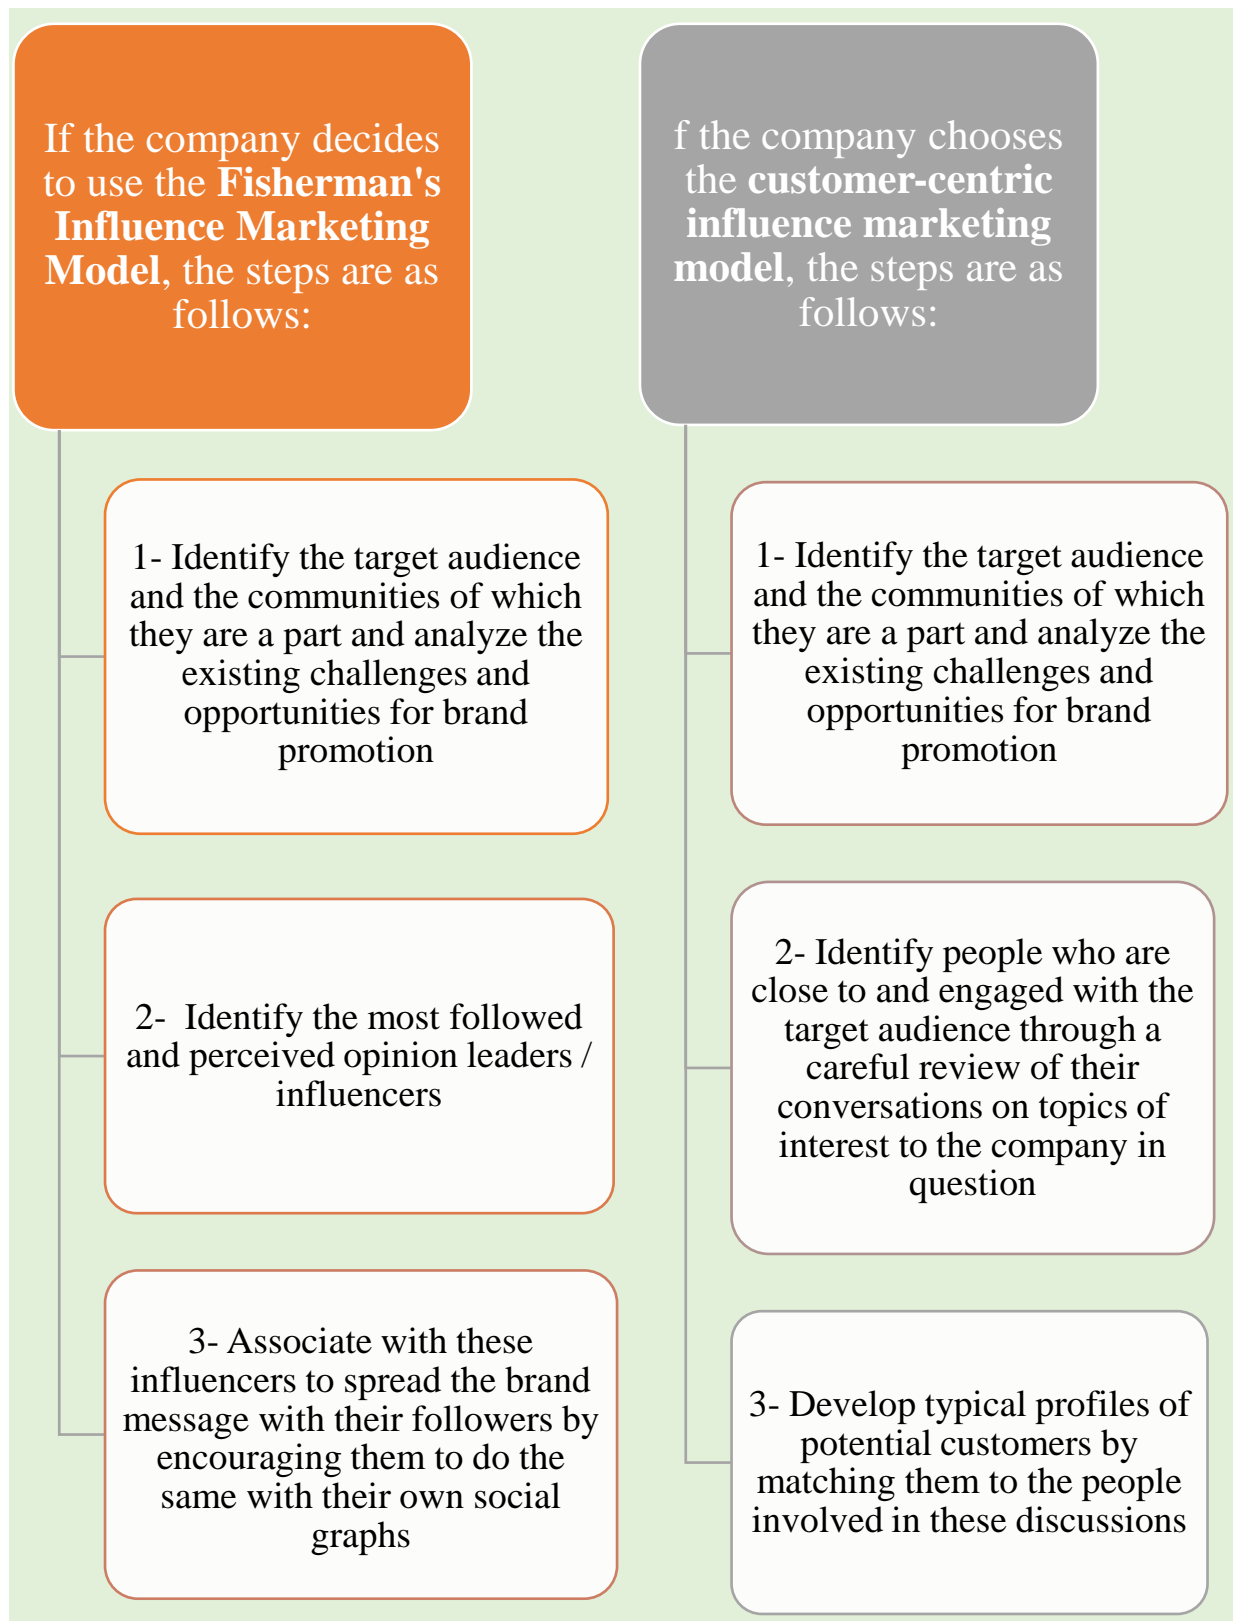 If the company decides
to use the Fisherman's
Influence Marketing
Model, the steps are as
follows:
1- Identify the target audience
and the communities of which
they are a part and analyze the
existing challenges and
opportunities for brand
promotion
2-  Identify the most followed
and perceived opinion leaders /
influencers
3- Associate with these
influencers to spread the brand
message with their followers by
encouraging them to do the
same with their own social
graphs
f the company chooses
the customer-centric
influence marketing
model, the steps are as
follows:
1- Identify the target audience
and the communities of which
they are a part and analyze the
existing challenges and
opportunities for brand
promotion
2- Identify people who are
close to and engaged with the
target audience through a
careful review of their
conversations on topics of
interest to the company in
question
3- Develop typical profiles of
potential customers by
matching them to the people
involved in these discussions